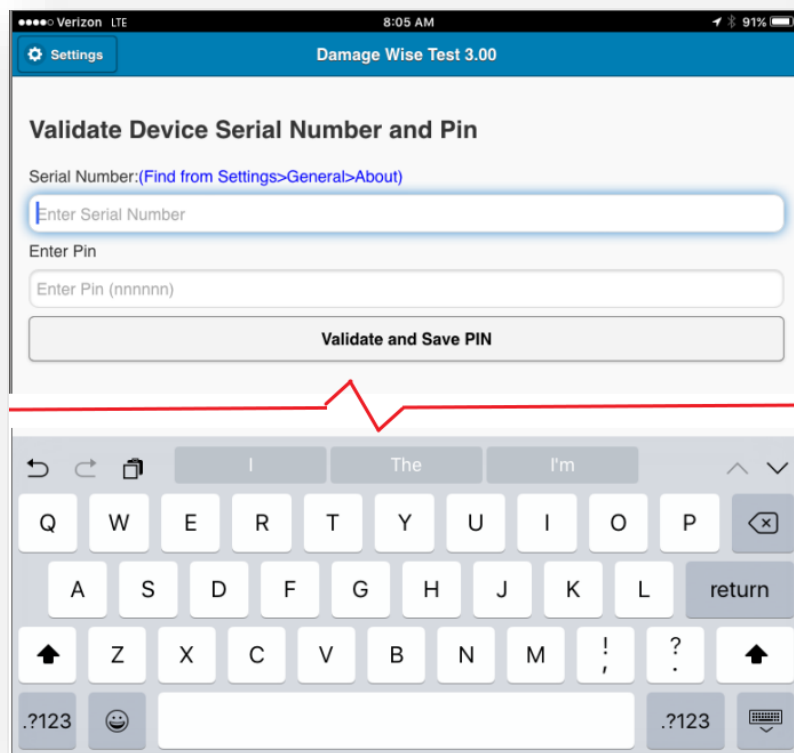 Verizon LTE 8:05 AM 91%
Settings Damage Wise Test 3.00
Validate Device Serial Number and Pin
Serial Number:(Find from Settings>General>About)
Enter Serial Number
Enter Pin
Enter Pin (nnnnnn)
Validate and Save PIN
I The I'm
Q W E R T Y U I O P
A S D F G H J K L return
Z X C V B N M ! , ? .
.?123 .?123